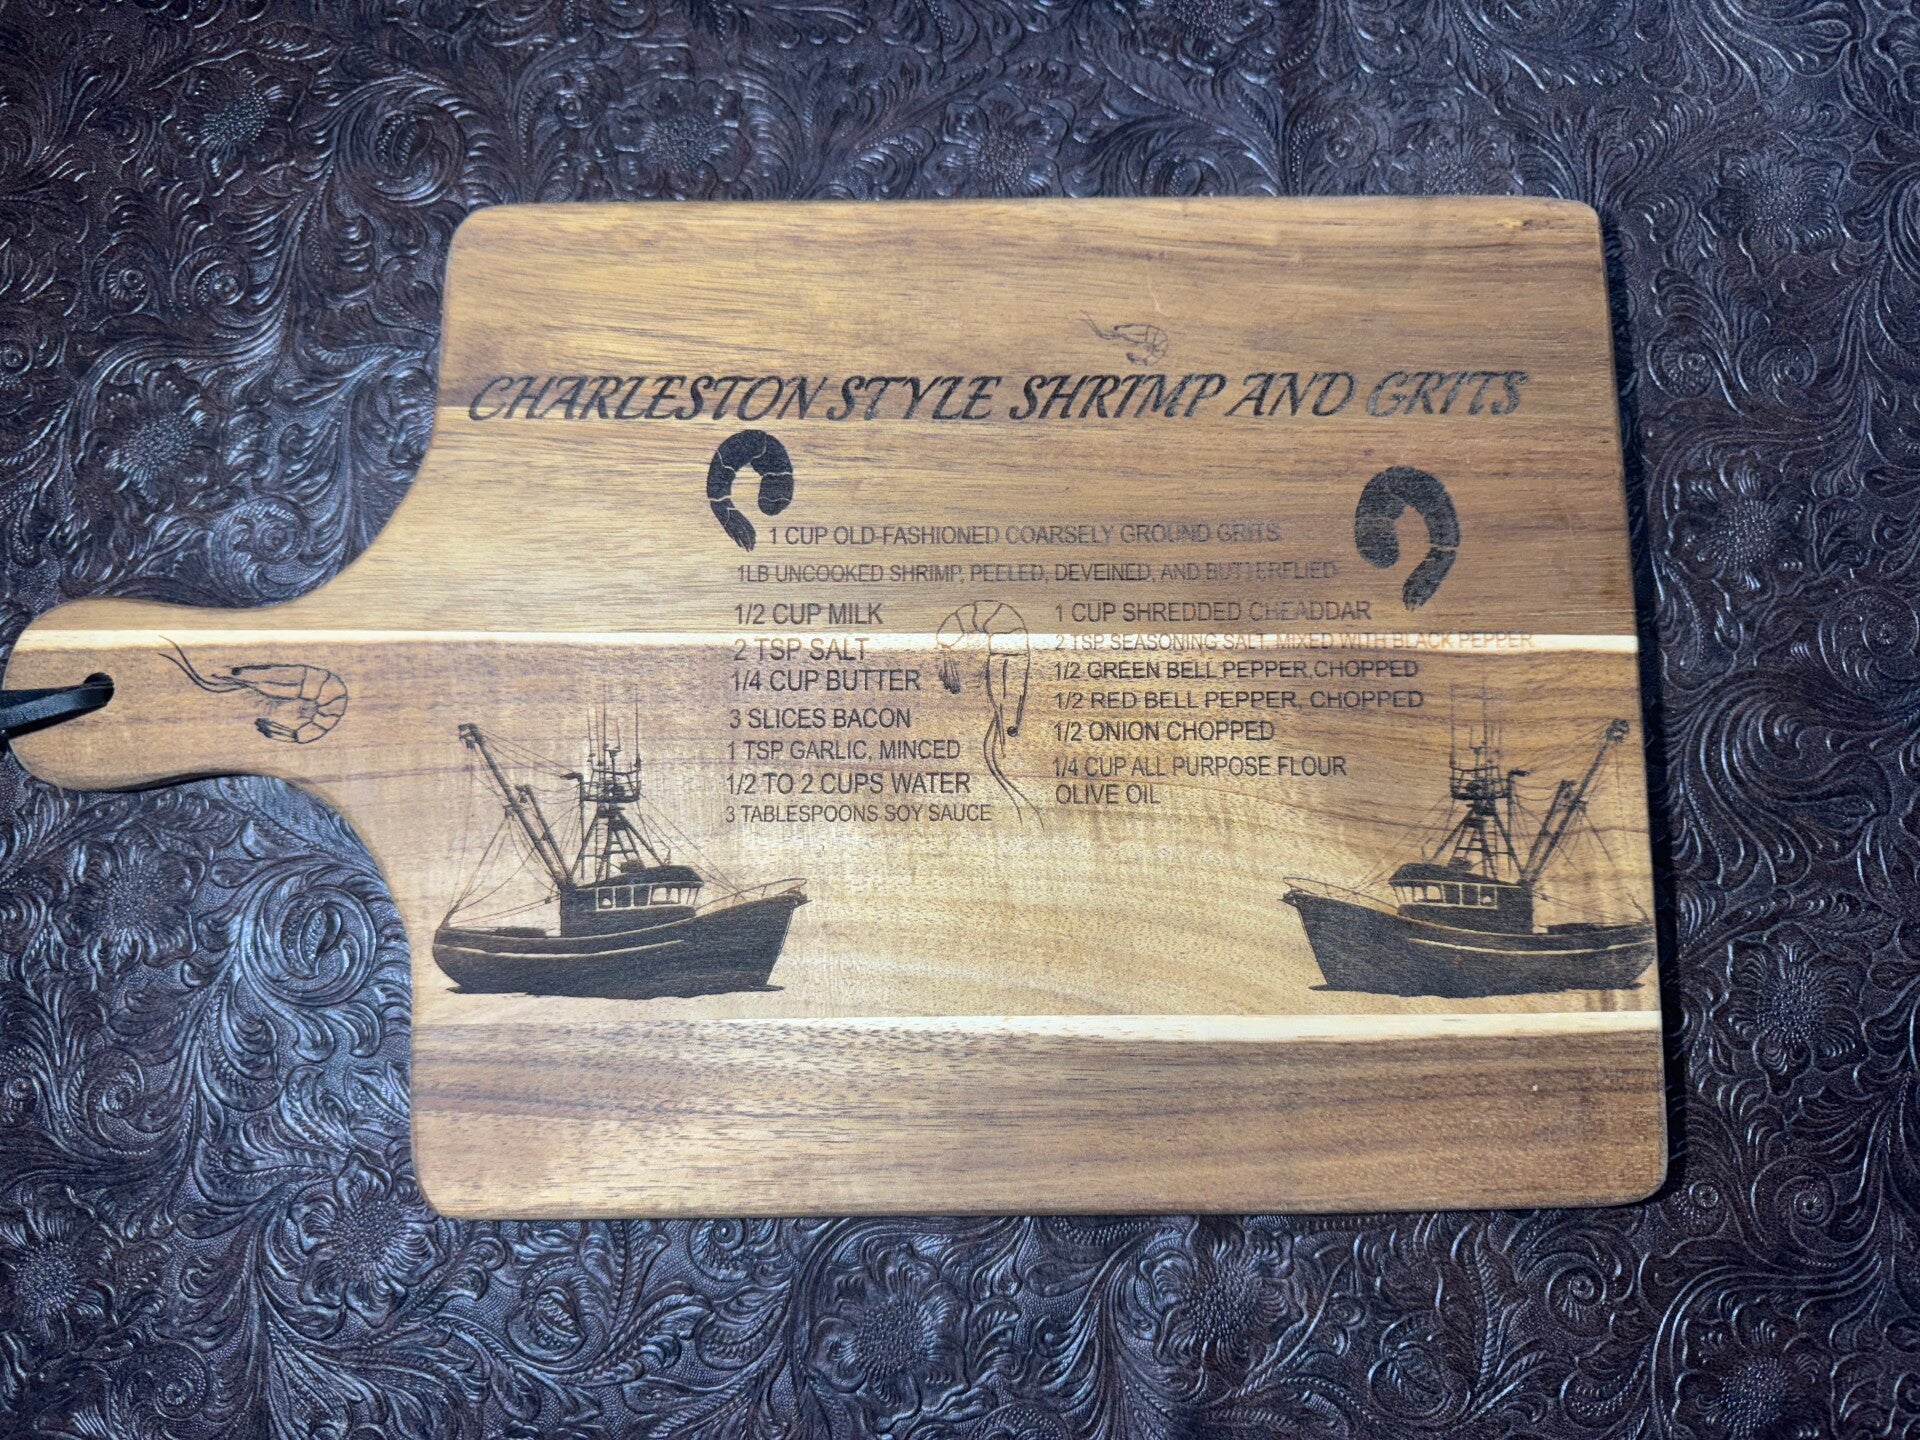 CHARLESTON STYLE SHRIMP AND GRITS
1 CUP OLD-FASHIONED COARSELY GROUND GRITS
1LB UNCOOKED SHRIMP, PEELED, DEVEINED, AND BUTTERFLIED
1/2 CUP MILK
2 TSP SALT
1/4 CUP BUTTER
3 SLICES BACON
1 TSP GARLIC, MINCED
1/2 TO 2 CUPS WATER
3 TABLESPOONS SOY SAUCE
1 CUP SHREDDED CHEADDAR
2 TSP SEASONING SALT, MIXED WITH BLACK PEPPER
1/2 GREEN BELL PEPPER,CHOPPED
1/2 RED BELL PEPPER, CHOPPED
1/2 ONION CHOPPED
1/4 CUP ALL PURPOSE FLOUR
OLIVE OIL